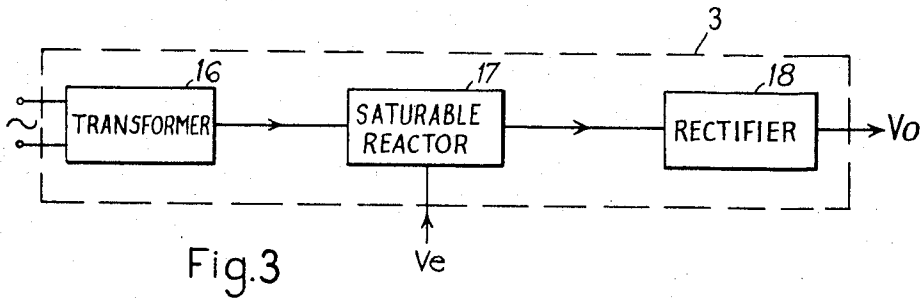 3
16
17
18
TRANSFORMER
SATURABLE
REACTOR
RECTIFIER
Vo
~
Ve
Fig.3